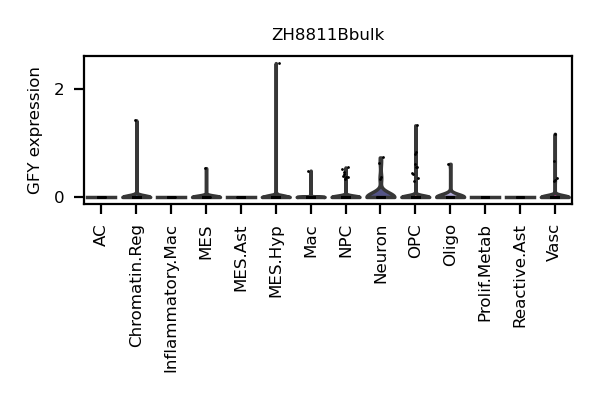 ZH8811Bbulk
GFY expression
2
0
AC
Chromatin.Reg
Inflammatory.Mac
MES
MES.Ast
MES.Hyp
Mac
NPC
Neuron
OPC
Oligo
Prolif.Metab
Reactive.Ast
Vasc